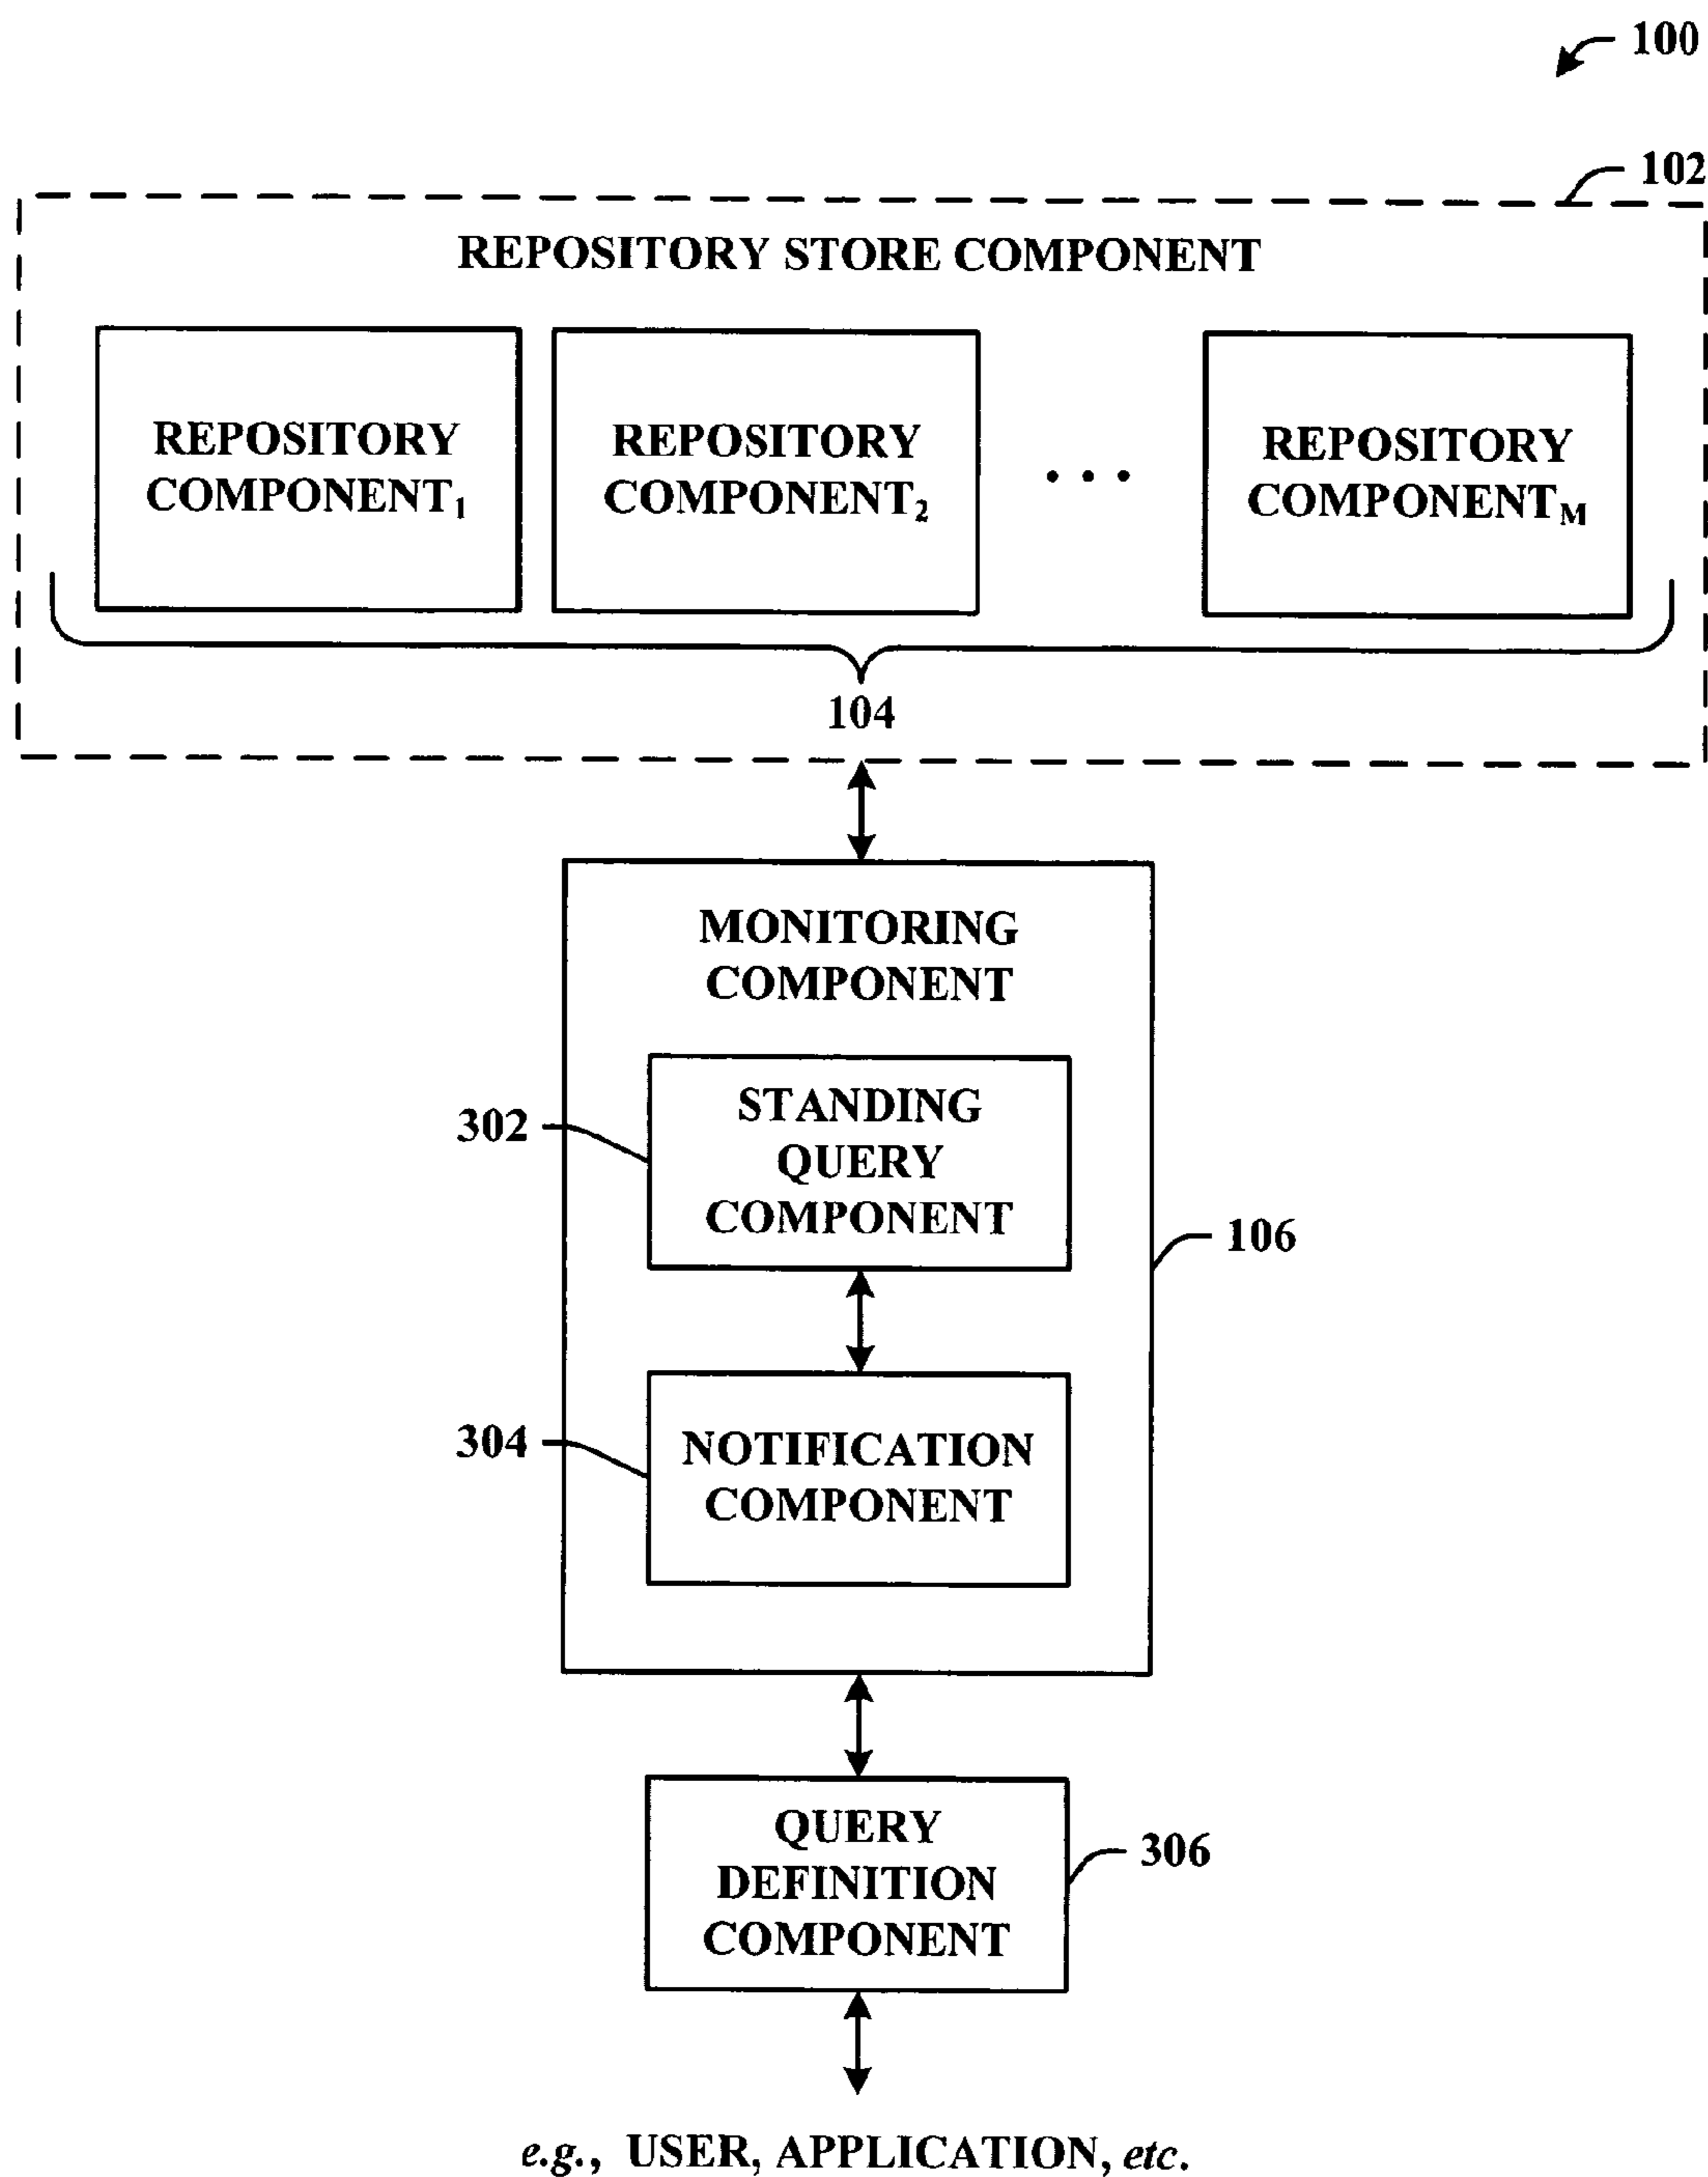 100
102
REPOSITORY STORE COMPONENT
REPOSITORY
COMPONENT₁
REPOSITORY
COMPONENT₂
• • •
REPOSITORY
COMPONENT_M
104
MONITORING
COMPONENT
302
STANDING
QUERY
COMPONENT
106
304
NOTIFICATION
COMPONENT
QUERY
DEFINITION
COMPONENT
306
e.g., USER, APPLICATION, etc.